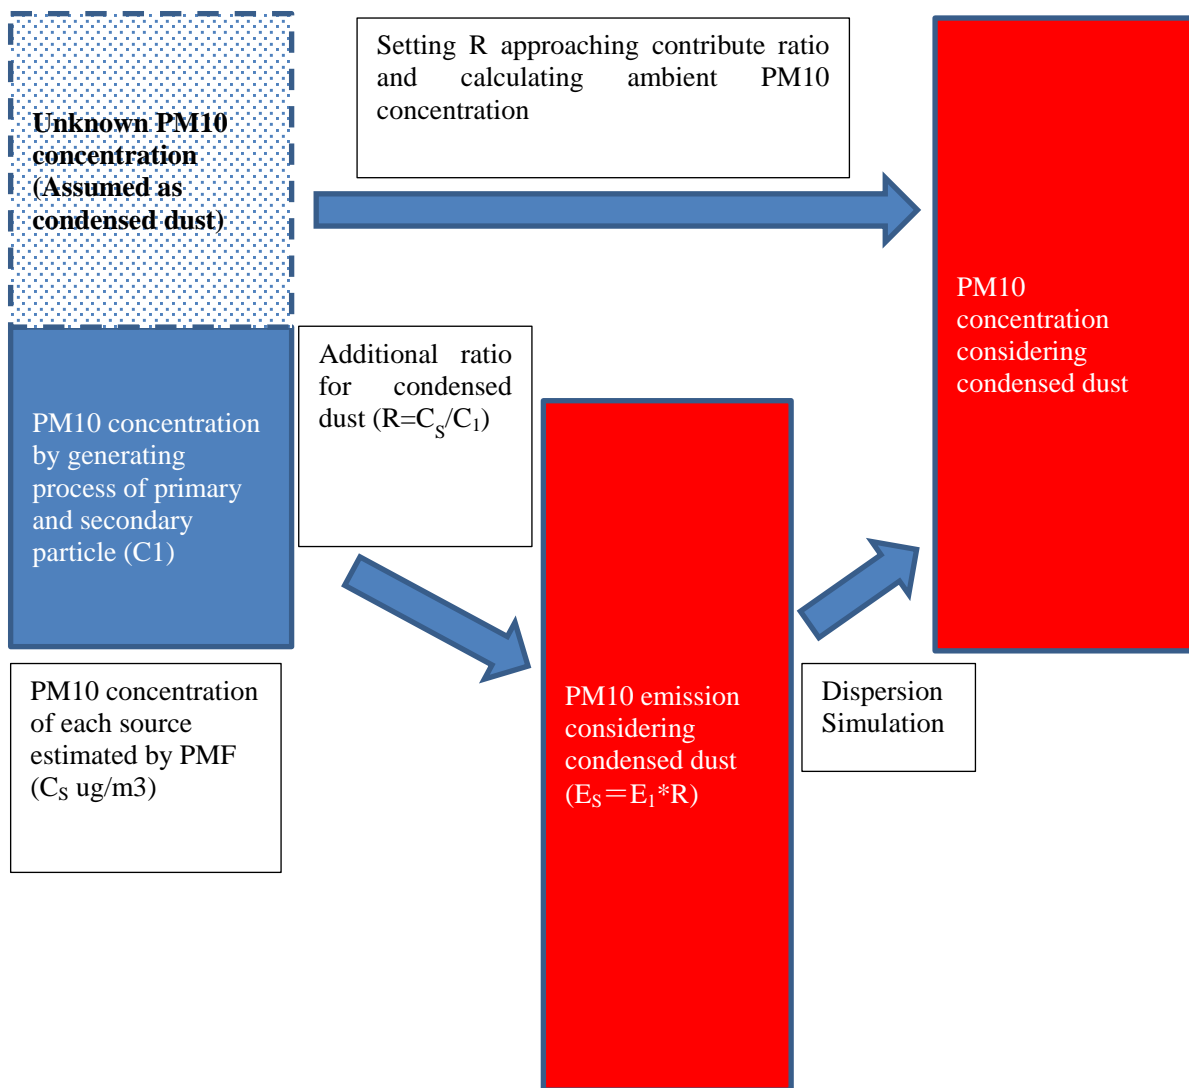 Unknown PM10
concentration
(Assumed as
condensed dust)
Setting R approaching contribute ratio
and calculating ambient PM10
concentration
PM10
concentration
considering
condensed dust
PM10 concentration
by generating
process of primary
and secondary
particle (C1)
Additional ratio
for condensed
dust (R=Cₛ/C₁)
PM10 concentration
of each source
estimated by PMF
(Cₛ ug/m3)
PM10 emission
considering
condensed dust
(Eₛ＝E₁*R)
Dispersion
Simulation